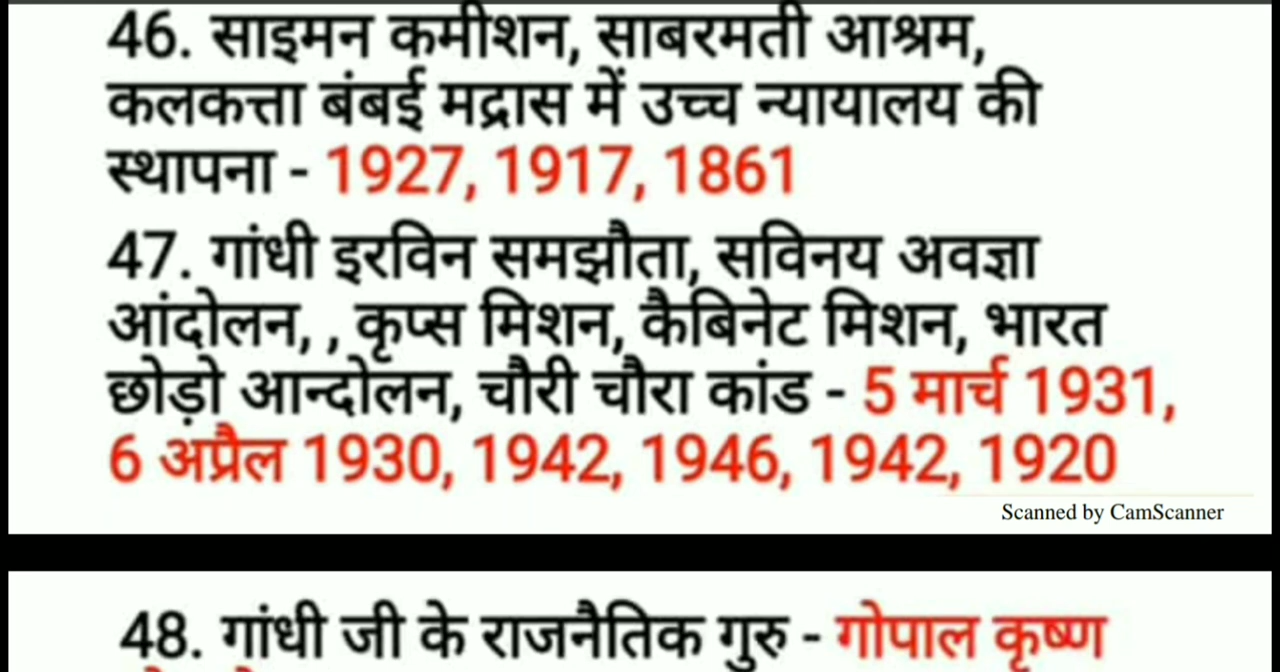 46. साइमन कमीशन, साबरमती आश्रम,
कलकत्ता बंबई मद्रास में उच्च न्यायालय की
स्थापना - 1927, 1917, 1861
47. गांधी इरविन समझौता, सविनय अवज्ञा
आंदोलन, , कृप्स मिशन, कैबिनेट मिशन, भारत
छोड़ो आन्दोलन, चौरी चौरा कांड - 5 मार्च 1931,
6 अप्रैल 1930, 1942, 1946, 1942, 1920
Scanned by CamScanner
48. गांधी जी के राजनैतिक गुरु - गोपाल कृष्ण